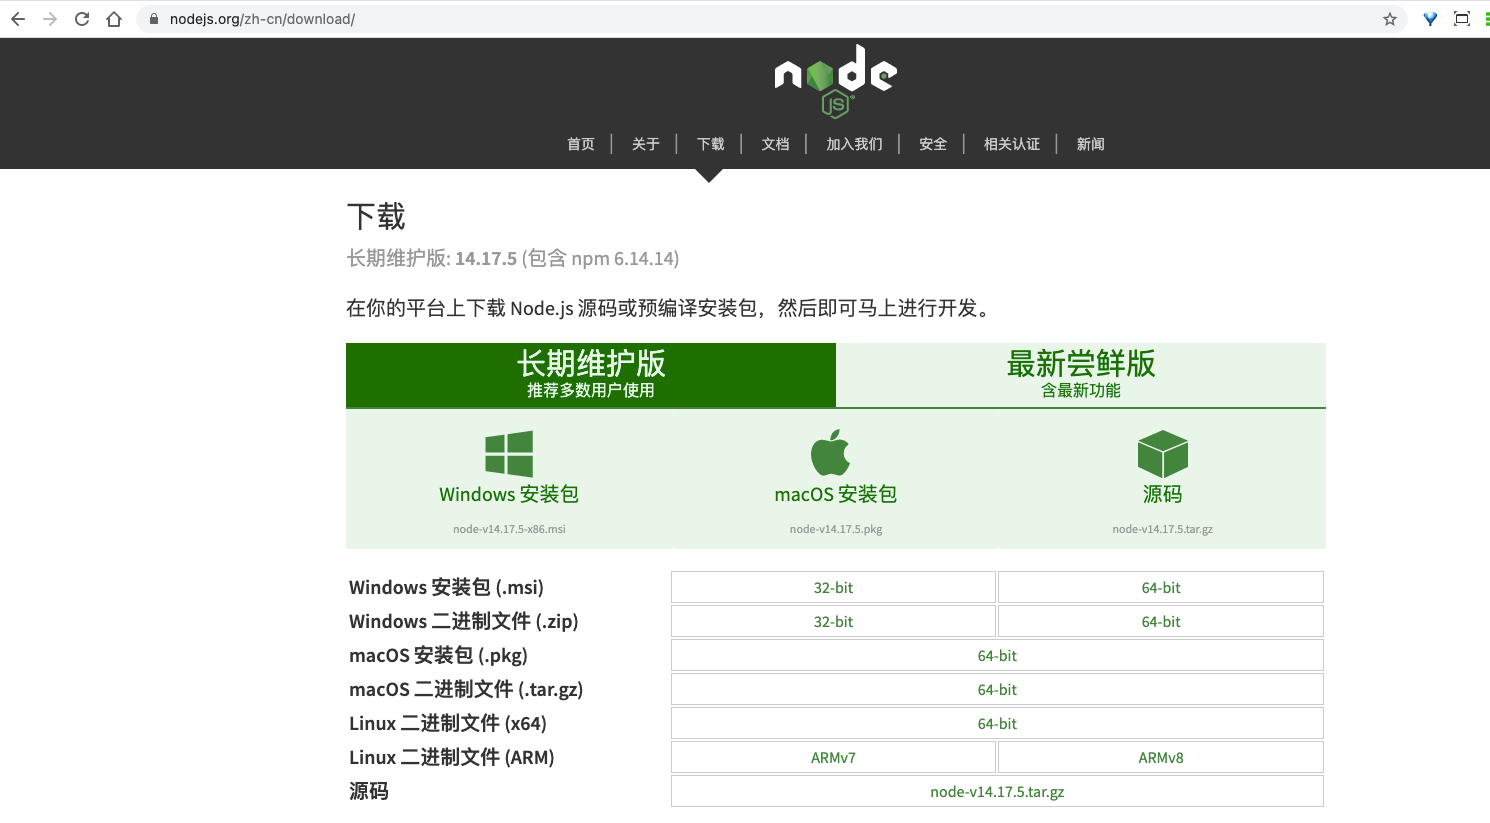 nodejs.org/zh-cn/download/
node
JS
首页 关于 下载 文档 加入我们 安全 相关认证 新闻
下载
长期维护版: 14.17.5 (包含 npm 6.14.14)
在你的平台上下载 Node.js 源码或预编译安装包，然后即可马上进行开发。
长期维护版
推荐多数用户使用
最新尝鲜版
含最新功能
Windows 安装包
node-v14.17.5-x86.msi
macOS 安装包
node-v14.17.5.pkg
源码
node-v14.17.5.tar.gz
Windows 安装包 (.msi) 32-bit 64-bit
Windows 二进制文件 (.zip) 32-bit 64-bit
macOS 安装包 (.pkg) 64-bit
macOS 二进制文件 (.tar.gz) 64-bit
Linux 二进制文件 (x64) 64-bit
Linux 二进制文件 (ARM) ARMv7 ARMv8
源码 node-v14.17.5.tar.gz